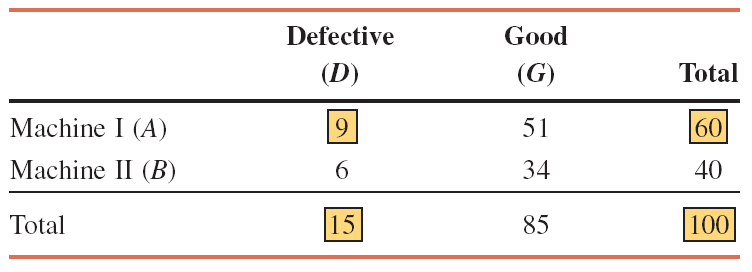 Defective Good
(D) (G) Total
Machine I (A) 9 51 60
Machine II (B) 6 34 40
Total 15 85 100